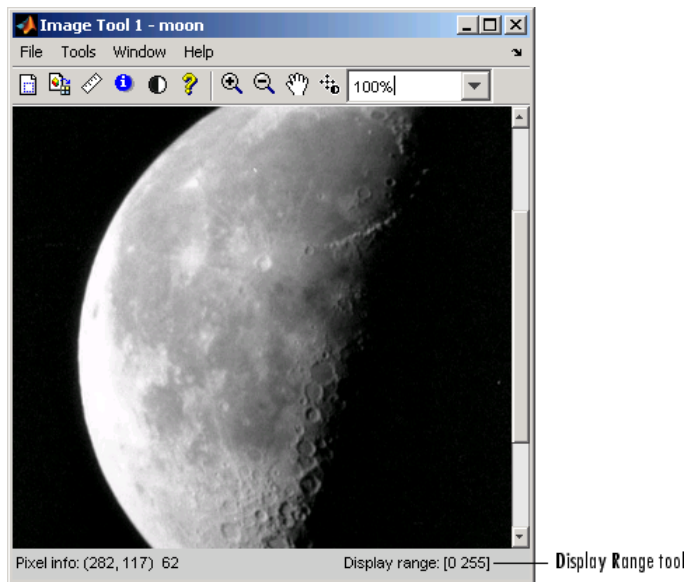 Image Tool 1 - moon
File Tools Window Help
100%
Pixel info: (282, 117) 62
Display range: [0 255]
Display Range tool